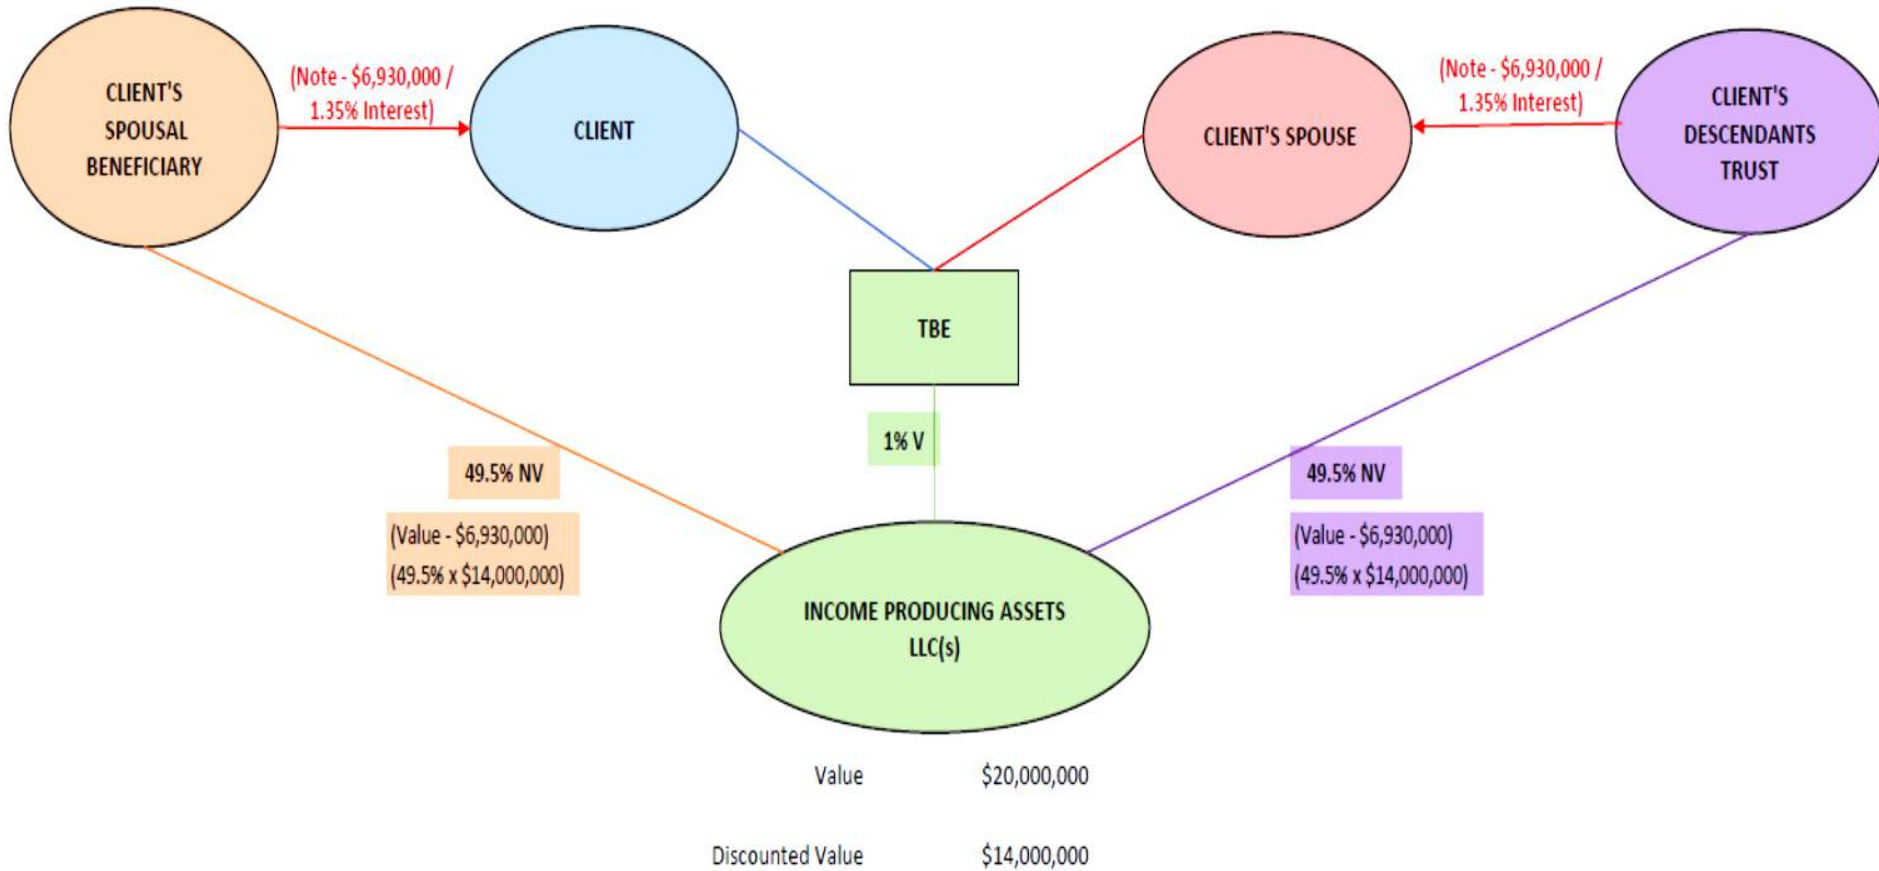 CLIENT'S
SPOUSAL
BENEFICIARY
(Note - $6,930,000 /
1.35% Interest)
CLIENT
CLIENT'S SPOUSE
(Note - $6,930,000 /
1.35% Interest)
CLIENT'S
DESCENDANTS
TRUST
TBE
1% V
49.5% NV
(Value - $6,930,000)
(49.5% x $14,000,000)
49.5% NV
(Value - $6,930,000)
(49.5% x $14,000,000)
INCOME PRODUCING ASSETS
LLC(s)
Value $20,000,000
Discounted Value $14,000,000